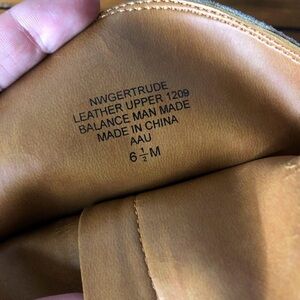 NWGERTRUDE
LEATHER UPPER 1209
BALANCE MAN MADE
MADE IN CHINA
AAU
6 ½ M